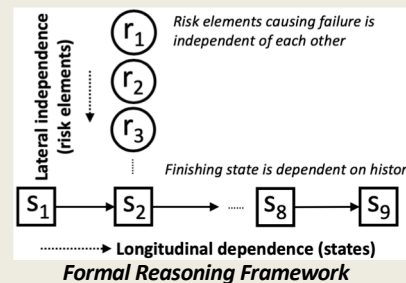 Lateral independence
(risk elements)
r1
r2
r3
Risk elements causing failure is
independent of each other
Finishing state is dependent on histor
s1
s2
......
s8
s9
Longitudinal dependence (states)
Formal Reasoning Framework